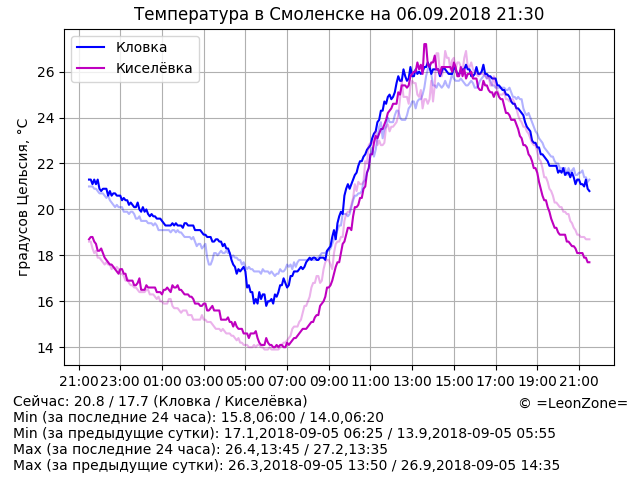 Температура в Смоленске на 06.09.2018 21:30
Кловка
Киселёвка
градусов Цельсия, °C
26
24
22
20
18
16
14
21:00 23:00 01:00 03:00 05:00 07:00 09:00 11:00 13:00 15:00 17:00 19:00 21:00
Сейчас: 20.8 / 17.7 (Кловка / Киселёвка)
© =LeonZone=
Min (за последние 24 часа): 15.8,06:00 / 14.0,06:20
Min (за предыдущие сутки): 17.1,2018-09-05 06:25 / 13.9,2018-09-05 05:55
Max (за последние 24 часа): 26.4,13:45 / 27.2,13:35
Max (за предыдущие сутки): 26.3,2018-09-05 13:50 / 26.9,2018-09-05 14:35